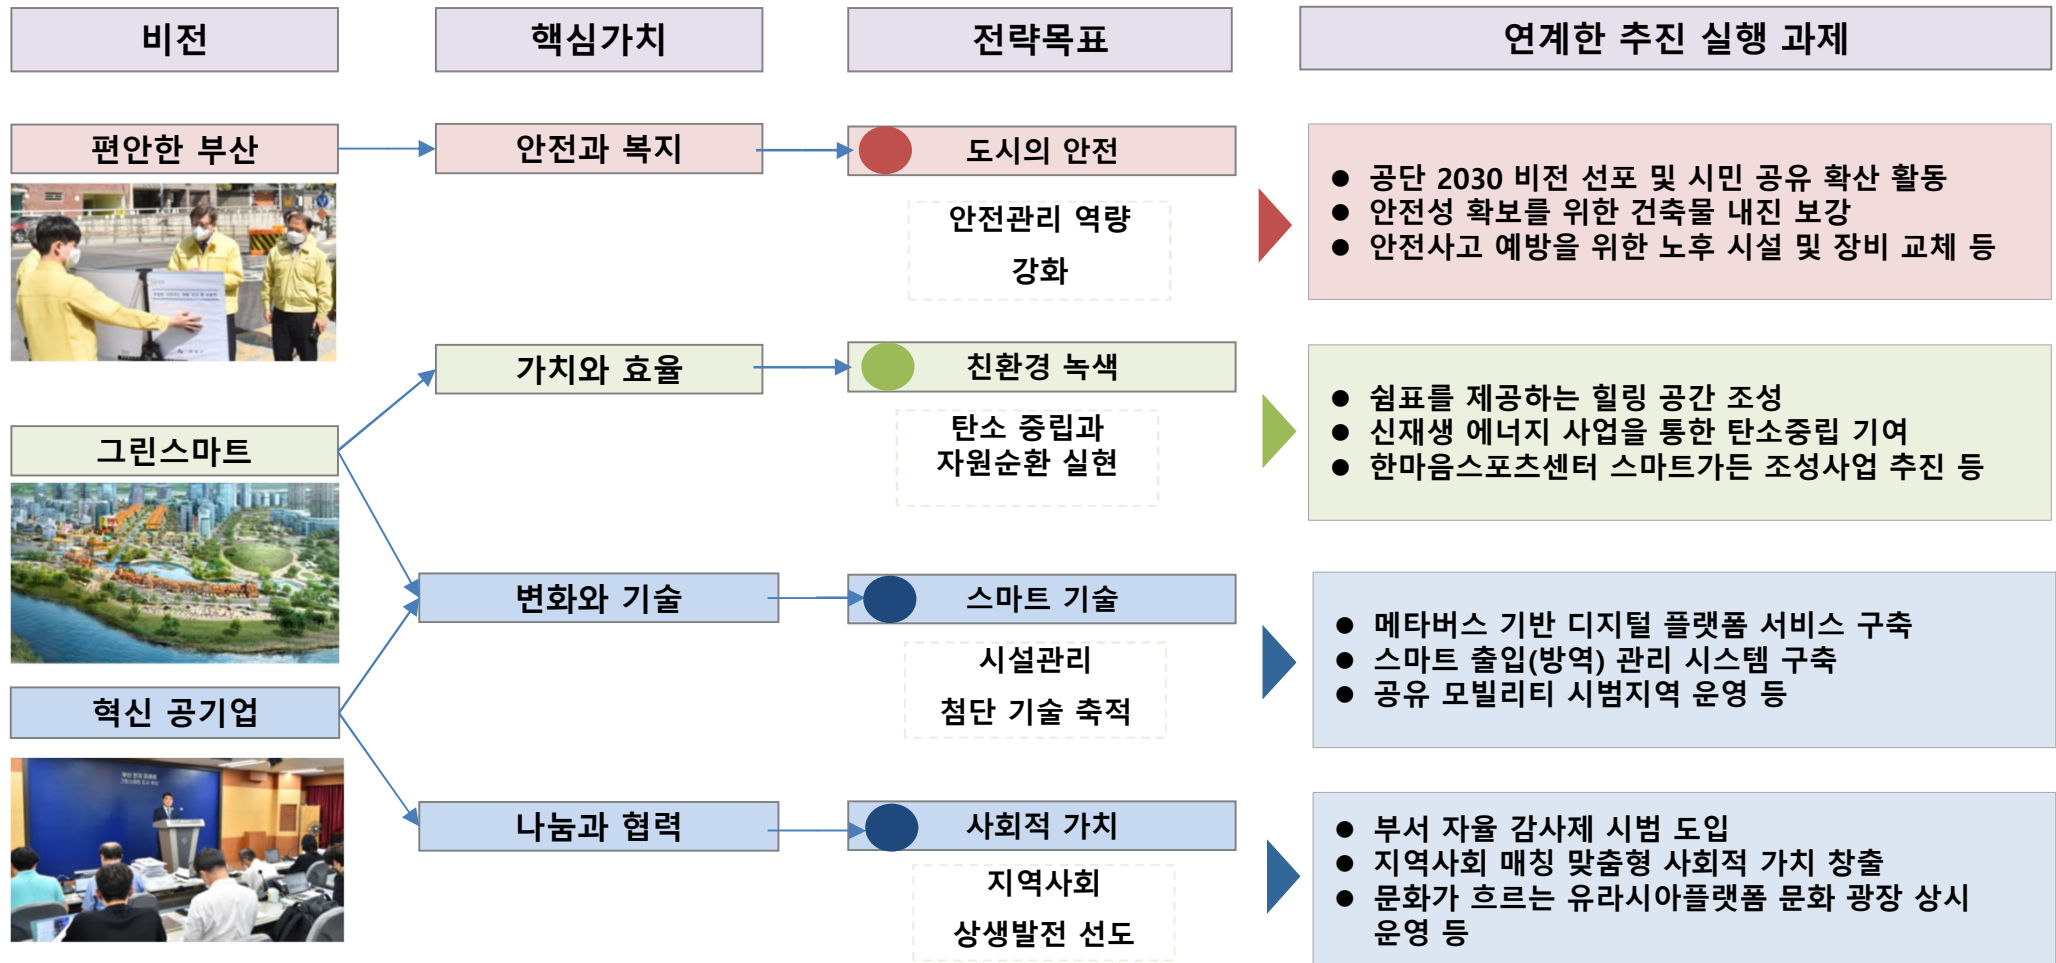 비전
핵심가치
전략목표
연계한 추진 실행 과제
편안한 부산
안전과 복지
도시의 안전
안전관리 역량
강화
● 공단 2030 비전 선포 및 시민 공유 확산 활동
● 안전성 확보를 위한 건축물 내진 보강
● 안전사고 예방을 위한 노후 시설 및 장비 교체 등
그린스마트
가치와 효율
친환경 녹색
탄소 중립과
자원순환 실현
● 쉼표를 제공하는 힐링 공간 조성
● 신재생 에너지 사업을 통한 탄소중립 기여
● 한마음스포츠센터 스마트가든 조성사업 추진 등
변화와 기술
스마트 기술
시설관리
첨단 기술 축적
● 메타버스 기반 디지털 플랫폼 서비스 구축
● 스마트 출입(방역) 관리 시스템 구축
● 공유 모빌리티 시범지역 운영 등
혁신 공기업
나눔과 협력
사회적 가치
지역사회
상생발전 선도
● 부서 자율 감사제 시범 도입
● 지역사회 매칭 맞춤형 사회적 가치 창출
● 문화가 흐르는 유라시아플랫폼 문화 광장 상시
운영 등